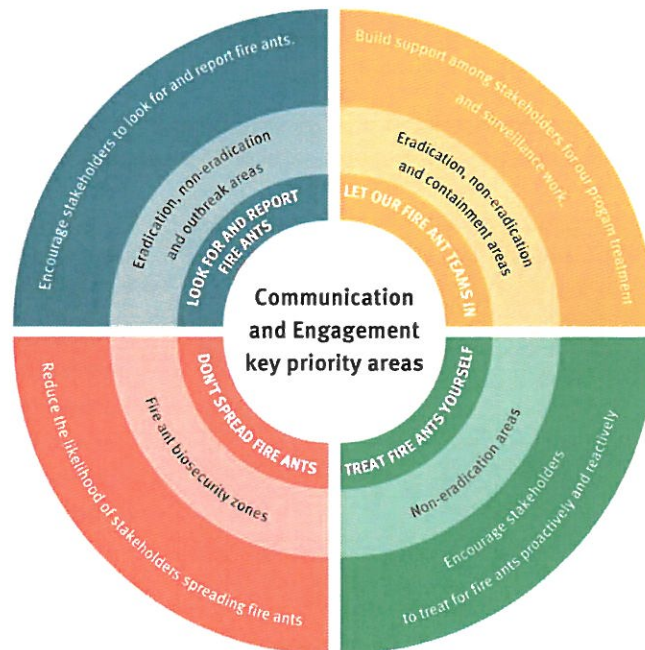 Encourage stakeholders to look for and report fire ants.
Eradication, non-eradication
and outbreak areas
LOOK FOR AND REPORT
FIRE ANTS
Build support among stakeholders for our progam treatment
and surveillance work.
Eradication, non-eradication
and containment areas
LET OUR FIRE ANT TEAMS IN
Communication
and Engagement
key priority areas
DON'T SPREAD FIRE ANTS
Fire ant biosecurity zones
Reduce the likelihood of stakeholders spreading fire ants
TREAT FIRE ANTS YOURSELF
Non-eradication areas
Encourage stakeholders
to treat for fire ants proactively and reactively